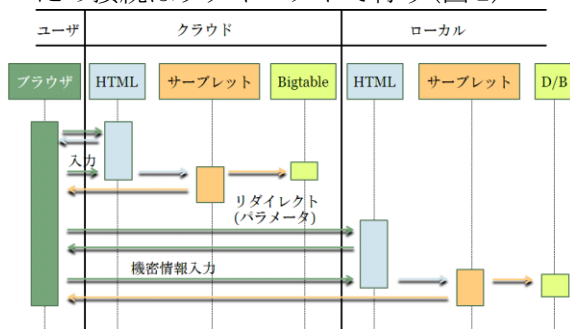 ユーザ
クラウド
ローカル
ブラウザ
HTML
サーブレット
Bigtable
HTML
サーブレット
D/B
入力
リダイレクト
(パラメータ)
機密情報入力